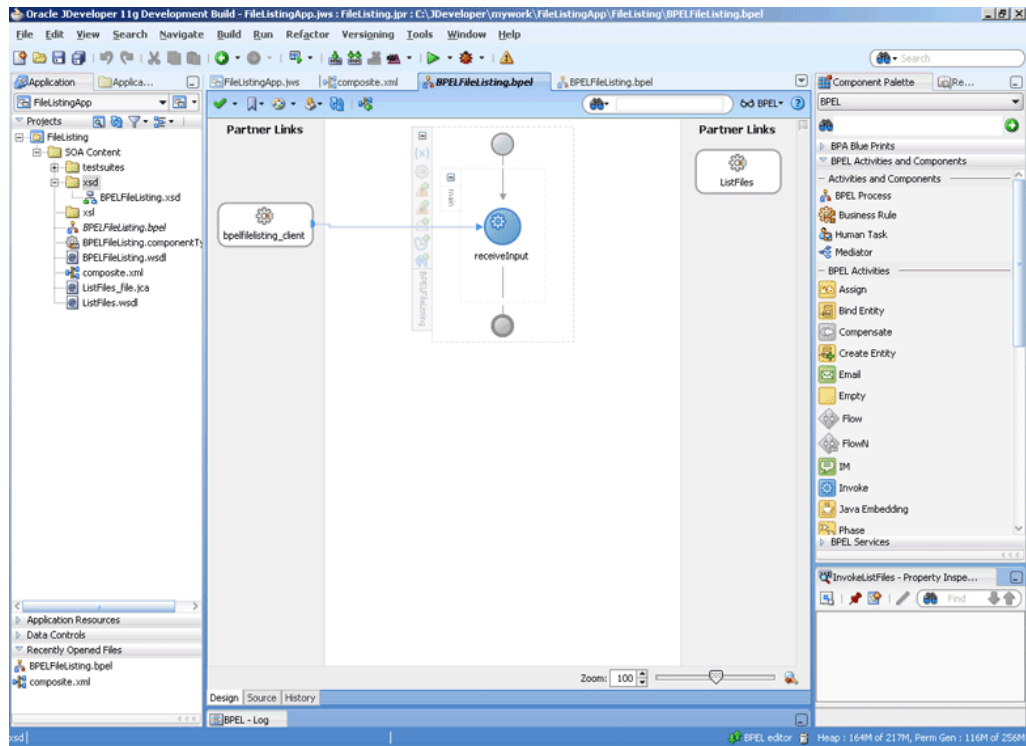 Oracle JDeveloper 11g Development Build - FileListingApp.jws : FileListing.jpr : C:\JDeveloper\mywork\FileListingApp\FileListing\BPELFileListing.bpel
File Edit View Search Navigate Build Run Refactor Versioning Tools Window Help
Search
Application Applica...
FileListingApp
Projects
FileListing
SOA Content
testsuites
xsd
BPELFileListing.xsd
xsl
BPELFileListing.bpel
BPELFileListing.componentTy
BPELFileListing.wsdl
composite.xml
ListFiles_file.jca
ListFiles.wsdl
Application Resources
Data Controls
Recently Opened Files
BPELFileListing.bpel
composite.xml
FileListingApp.jws composite.xml BPELFileListing.bpel BPELFileListing.bpel
BPEL
Partner Links
bpelfilelisting_client
main
receiveInput
BPELFileListing
Partner Links
ListFiles
Zoom: 100
Design Source History
BPEL - Log
Component Palette Re...
BPEL
BPA Blue Prints
BPEL Activities and Components
Activities and Components
BPEL Process
Business Rule
Human Task
Mediator
BPEL Activities
Assign
Bind Entity
Compensate
Create Entity
Email
Empty
Flow
FlowN
IM
Invoke
Java Embedding
Phase
BPEL Services
InvokeListFiles - Property Inspe...
Find
xsd
BPEL editor Heap : 164M of 217M, Perm Gen : 116M of 256M